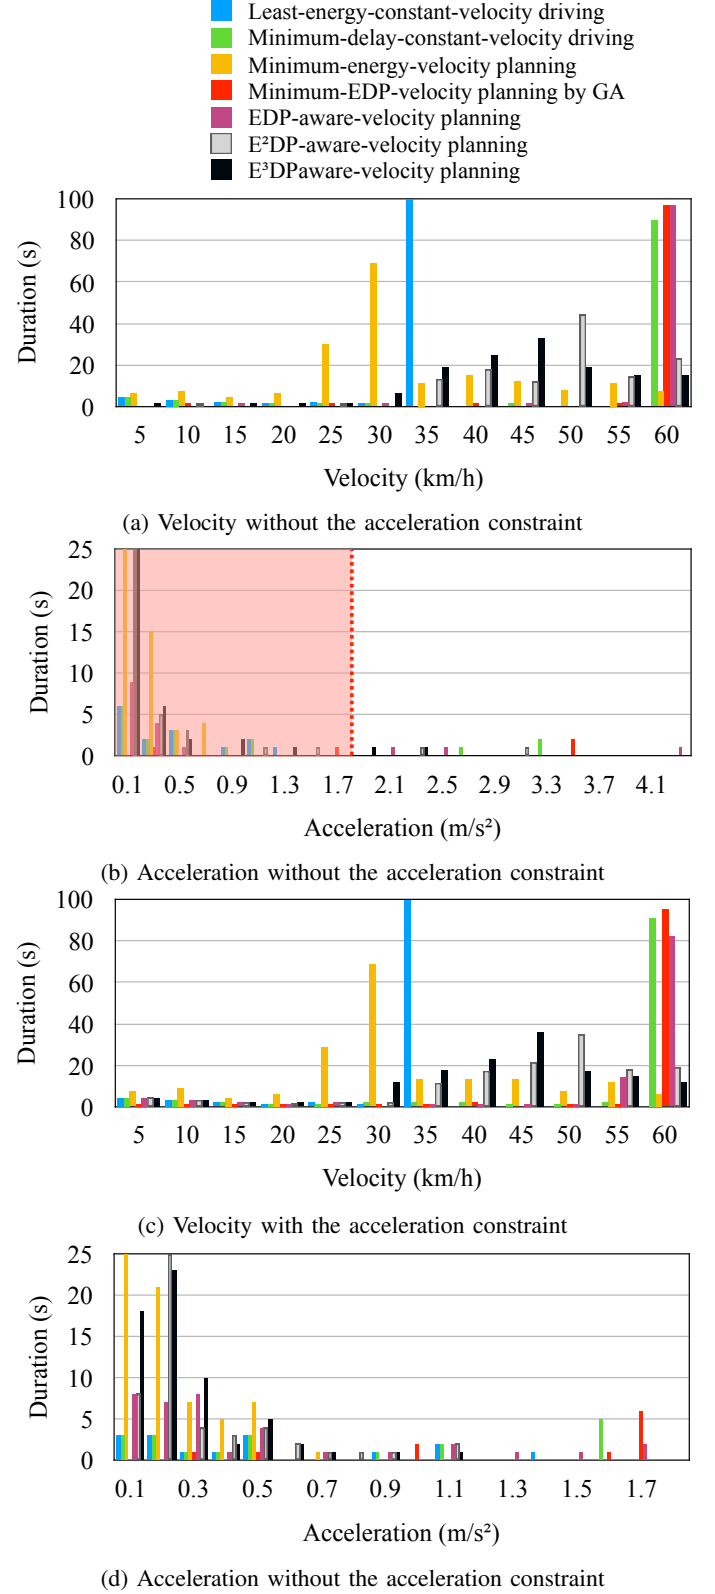 Least-energy-constant-velocity driving
Minimum-delay-constant-velocity driving
Minimum-energy-velocity planning
Minimum-EDP-velocity planning by GA
EDP-aware-velocity planning
E²DP-aware-velocity planning
E³DPaware-velocity planning
100
80
60
40
20
0
Duration (s)
5 10 15 20 25 30 35 40 45 50 55 60
Velocity (km/h)
(a) Velocity without the acceleration constraint
25
20
15
10
5
0
Duration (s)
0.1 0.5 0.9 1.3 1.7 2.1 2.5 2.9 3.3 3.7 4.1
Acceleration (m/s²)
(b) Acceleration without the acceleration constraint
100
80
60
40
20
0
Duration (s)
5 10 15 20 25 30 35 40 45 50 55 60
Velocity (km/h)
(c) Velocity with the acceleration constraint
25
20
15
10
5
0
Duration (s)
0.1 0.3 0.5 0.7 0.9 1.1 1.3 1.5 1.7
Acceleration (m/s²)
(d) Acceleration without the acceleration constraint